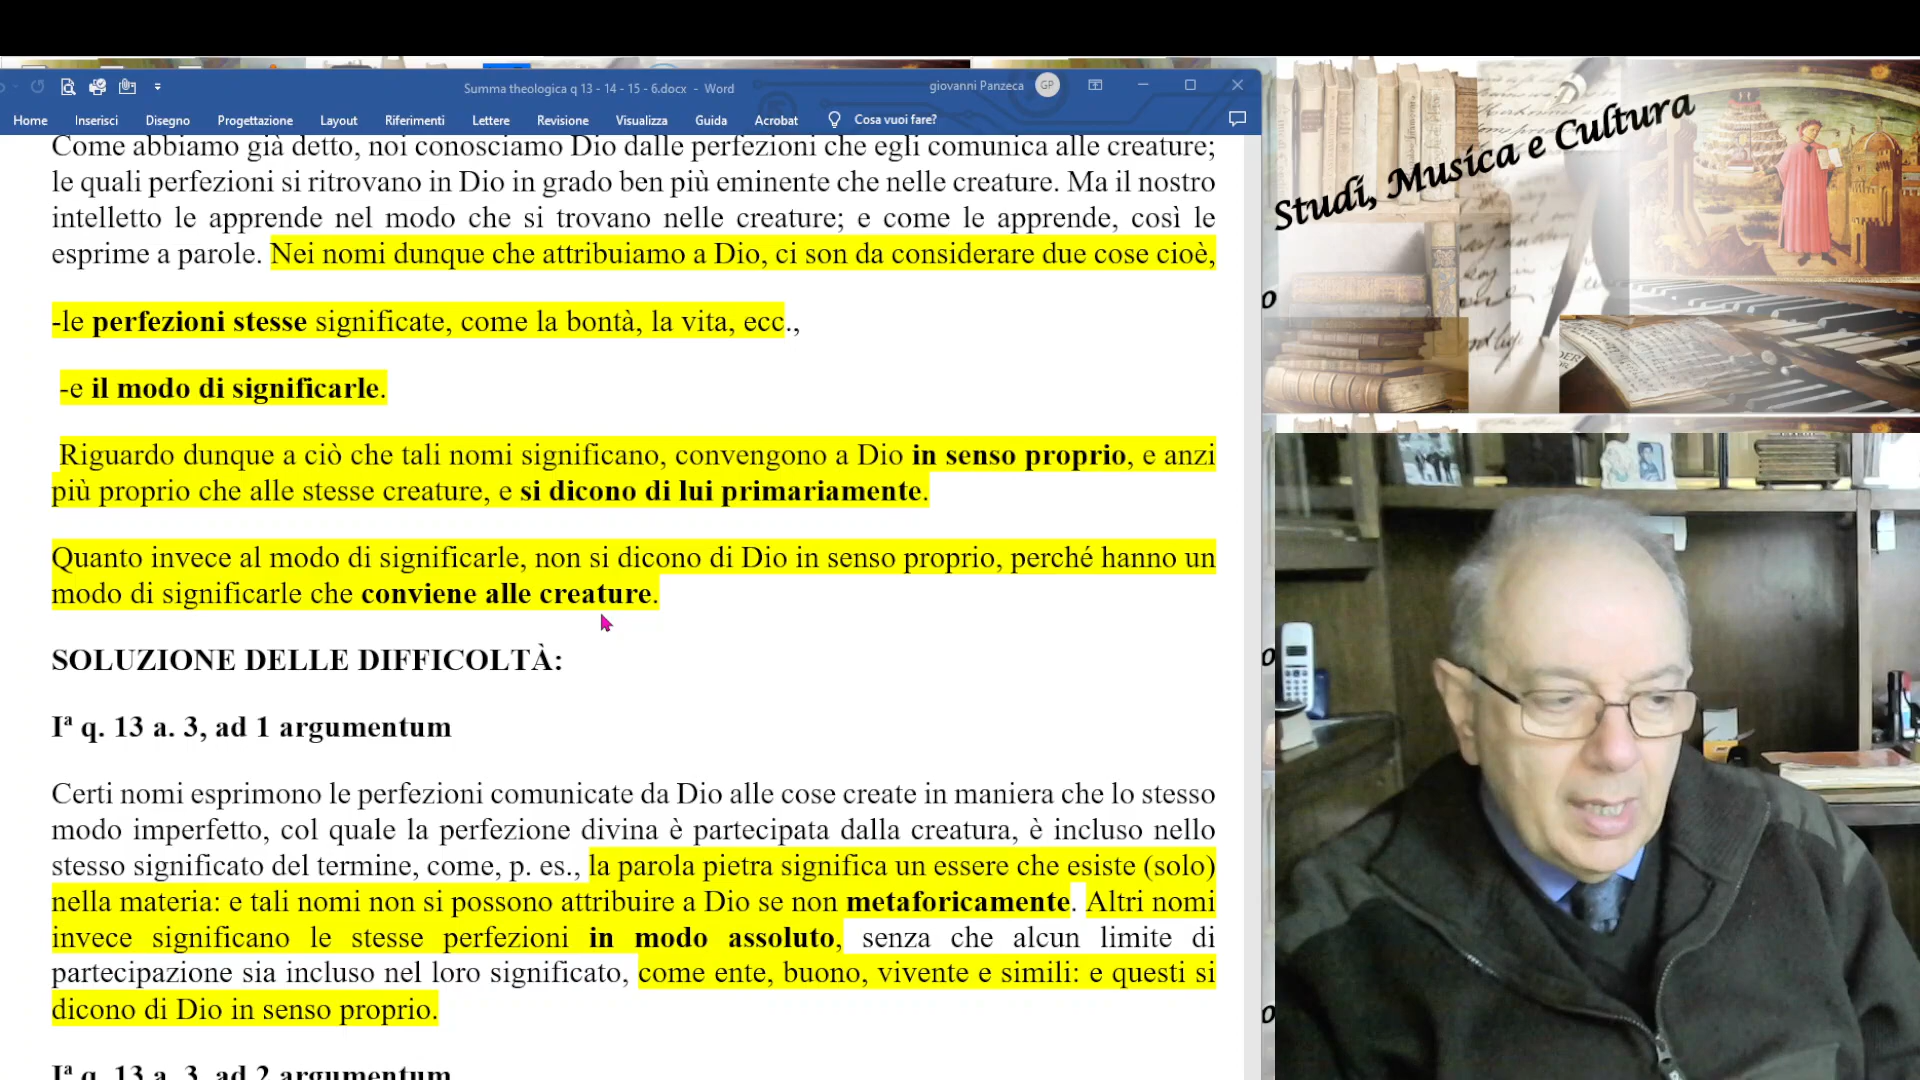 Summa theologica q 13 - 14 - 15 - 6.docx - Word
giovanni Panzeca
GP
Home Inserisci Disegno Progettazione Layout Riferimenti Lettere Revisione Visualizza Guida Acrobat Cosa vuoi fare?
Come abbiamo già detto, noi conosciamo Dio dalle perfezioni che egli comunica alle creature;
le quali perfezioni si ritrovano in Dio in grado ben più eminente che nelle creature. Ma il nostro
intelletto le apprende nel modo che si trovano nelle creature; e come le apprende, così le
esprime a parole. Nei nomi dunque che attribuiamo a Dio, ci son da considerare due cose cioè,
-le perfezioni stesse significate, come la bontà, la vita, ecc.,
-e il modo di significarle.
Riguardo dunque a ciò che tali nomi significano, convengono a Dio in senso proprio, e anzi
più proprio che alle stesse creature, e si dicono di lui primariamente.
Quanto invece al modo di significarle, non si dicono di Dio in senso proprio, perché hanno un
modo di significarle che conviene alle creature.
SOLUZIONE DELLE DIFFICOLTÀ:
Iª q. 13 a. 3, ad 1 argumentum
Certi nomi esprimono le perfezioni comunicate da Dio alle cose create in maniera che lo stesso
modo imperfetto, col quale la perfezione divina è partecipata dalla creatura, è incluso nello
stesso significato del termine, come, p. es., la parola pietra significa un essere che esiste (solo)
nella materia: e tali nomi non si possono attribuire a Dio se non metaforicamente. Altri nomi
invece significano le stesse perfezioni in modo assoluto, senza che alcun limite di
partecipazione sia incluso nel loro significato, come ente, buono, vivente e simili: e questi si
dicono di Dio in senso proprio.
Iª q. 13 a. 3, ad 2 argumentum
Studi, Musica e Cultura